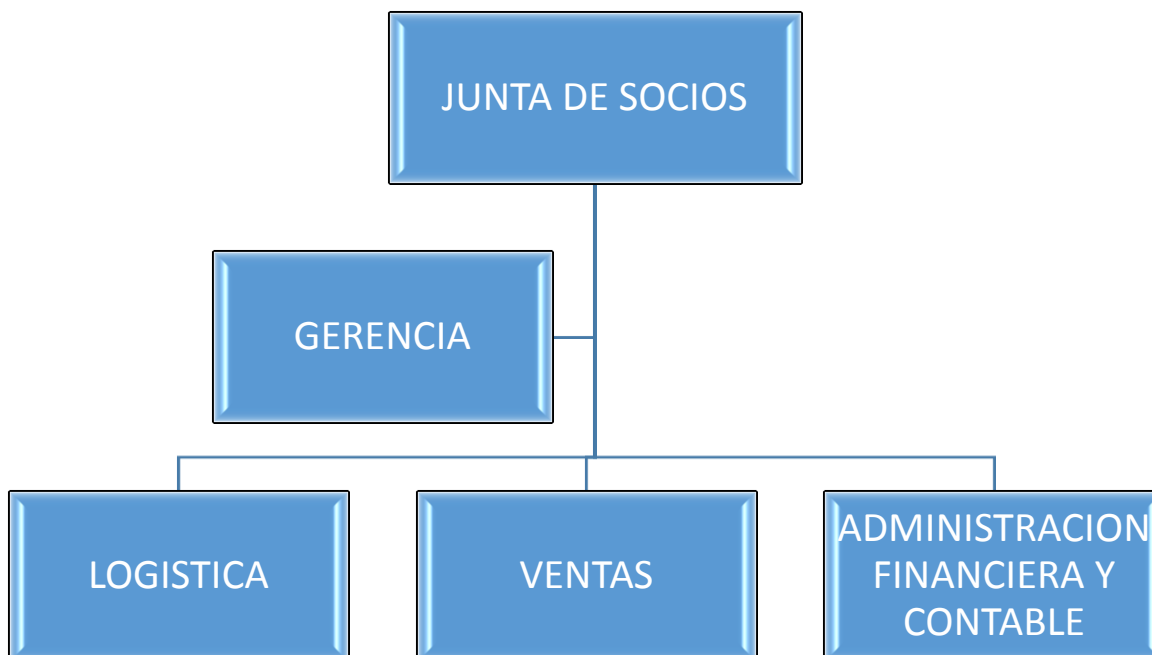 JUNTA DE SOCIOS
GERENCIA
LOGISTICA
VENTAS
ADMINISTRACION
FINANCIERA Y
CONTABLE